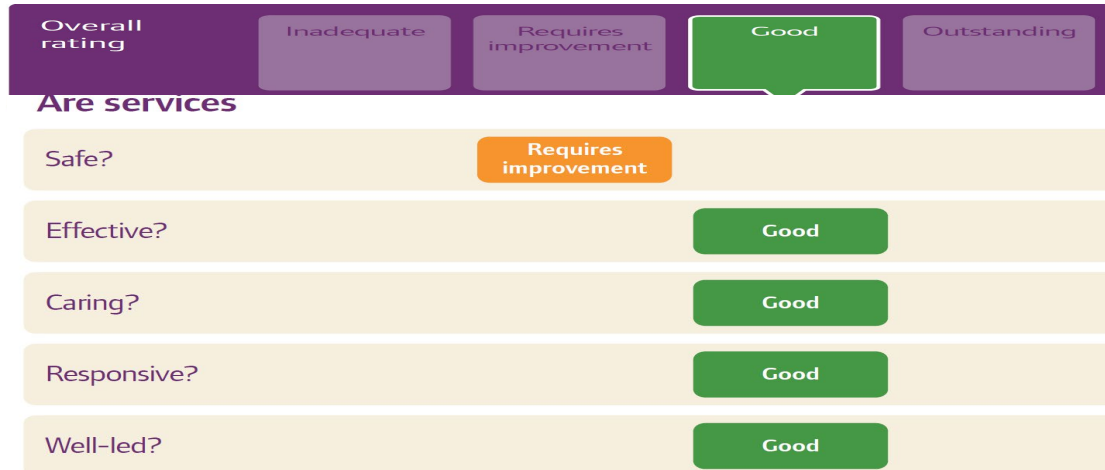 Overall
rating
Inadequate
Requires
improvement
Good
Outstanding
Are services
Safe?
Requires
improvement
Effective?
Good
Caring?
Good
Responsive?
Good
Well-led?
Good